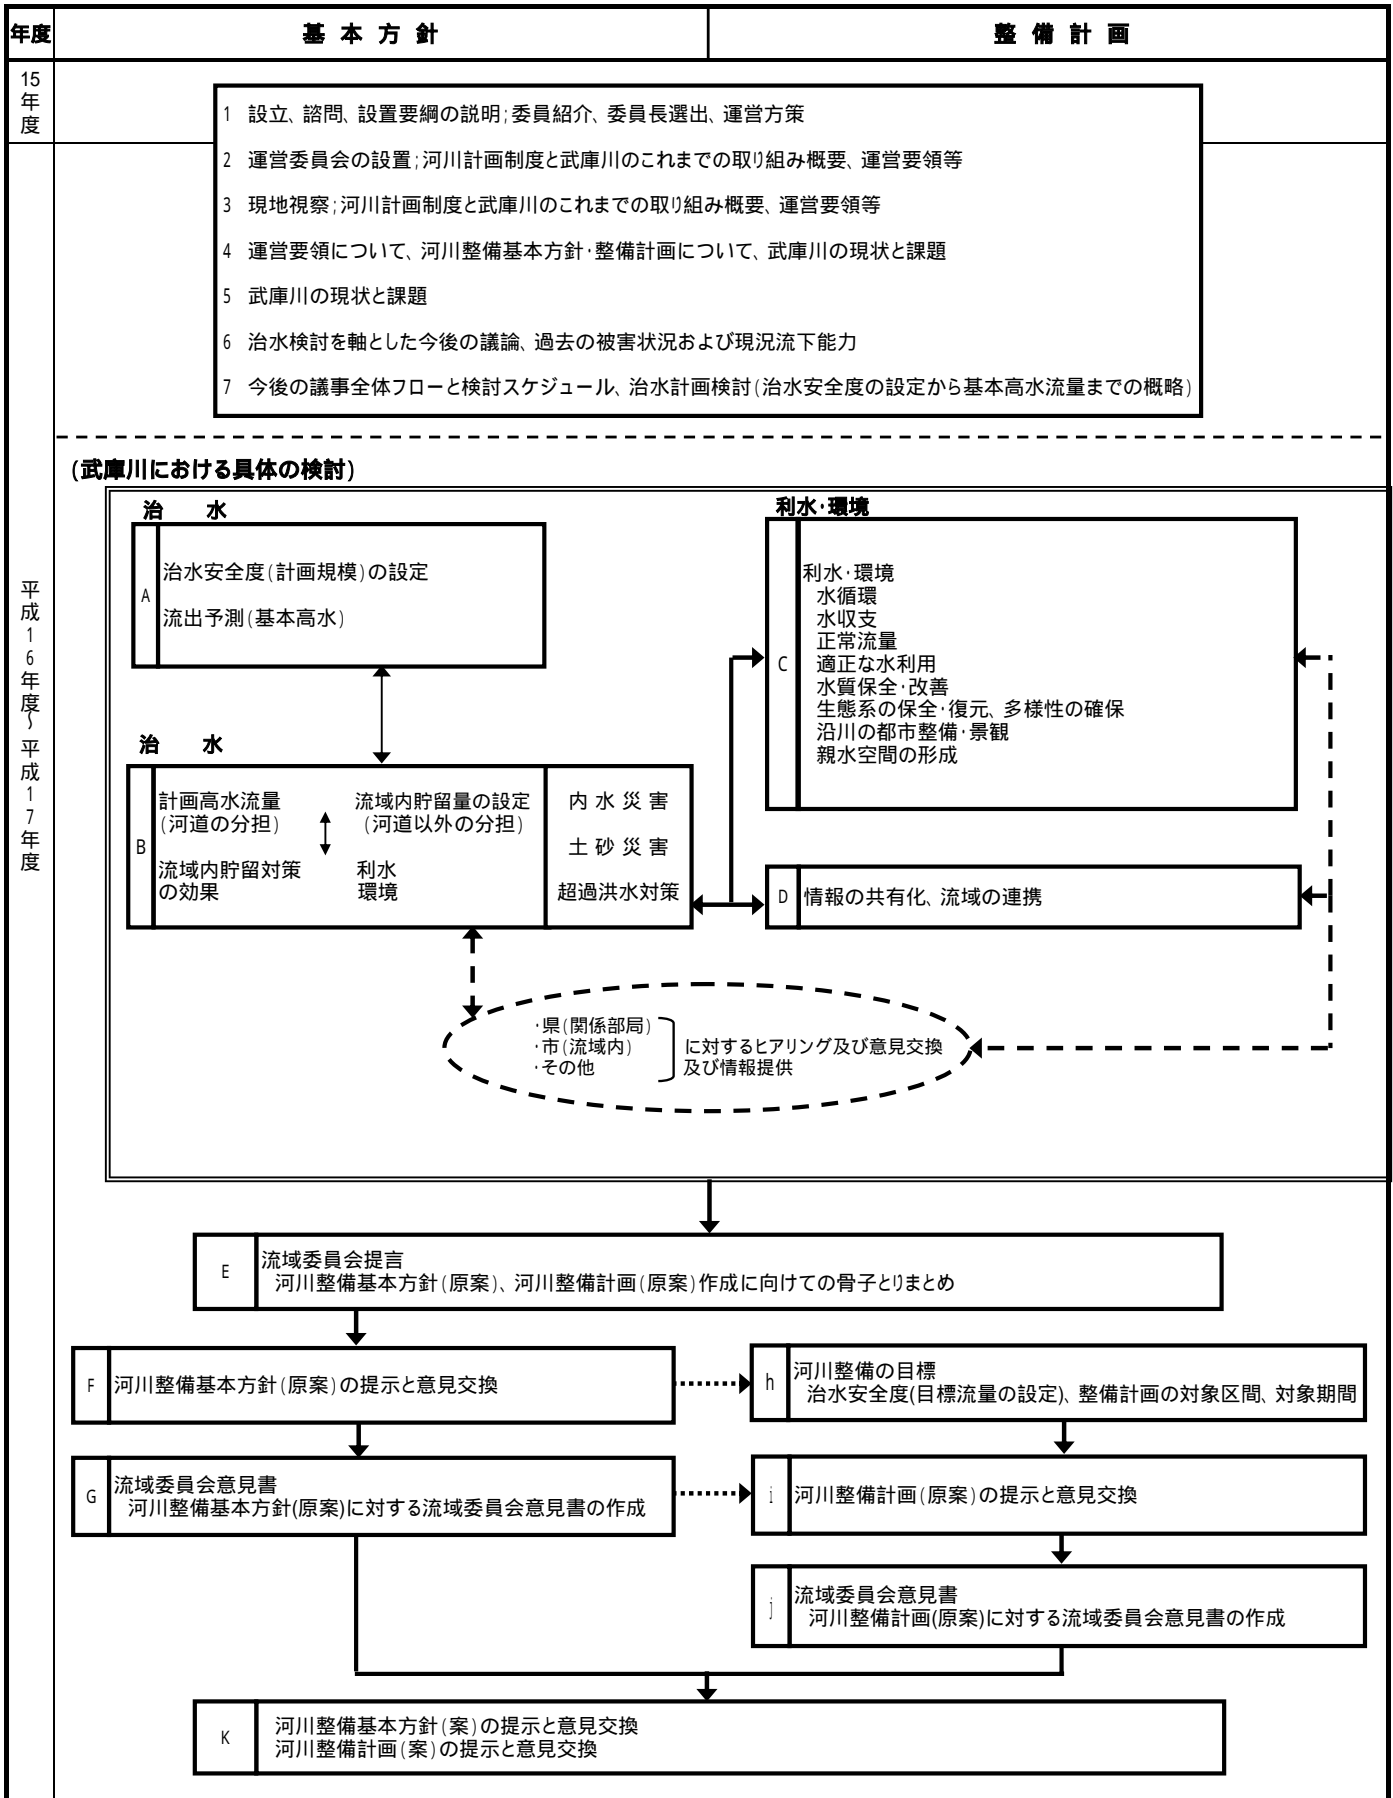 年度
基 本 方 針
整 備 計 画
15年度
1 設立、諮問、設置要綱の説明;委員紹介、委員長選出、運営方策
2 運営委員会の設置;河川計画制度と武庫川のこれまでの取り組み概要、運営要領等
3 現地視察;河川計画制度と武庫川のこれまでの取り組み概要、運営要領等
4 運営要領について、河川整備基本方針・整備計画について、武庫川の現状と課題
5 武庫川の現状と課題
6 治水検討を軸とした今後の議論、過去の被害状況および現況流下能力
7 今後の議事全体フローと検討スケジュール、治水計画検討(治水安全度の設定から基本高水流量までの概略)
平成16年度~平成17年度
(武庫川における具体の検討)
治 水
A
治水安全度(計画規模)の設定
流出予測(基本高水)
治 水
B
計画高水流量
(河道の分担)
流域内貯留対策
の効果
流域内貯留量の設定
(河道以外の分担)
利水
環境
内 水 災 害
土 砂 災 害
超過洪水対策
利水・環境
C
利水・環境
水循環
水収支
正常流量
適正な水利用
水質保全・改善
生態系の保全・復元、多様性の確保
沿川の都市整備・景観
親水空間の形成
D 情報の共有化、流域の連携
・県(関係部局)
・市(流域内)
・その他
に対するヒアリング及び意見交換
及び情報提供
E
流域委員会提言
河川整備基本方針(原案)、河川整備計画(原案)作成に向けての骨子とりまとめ
F 河川整備基本方針(原案)の提示と意見交換
G
流域委員会意見書
河川整備基本方針(原案)に対する流域委員会意見書の作成
h
河川整備の目標
治水安全度(目標流量の設定)、整備計画の対象区間、対象期間
i 河川整備計画(原案)の提示と意見交換
j
流域委員会意見書
河川整備計画(原案)に対する流域委員会意見書の作成
K
河川整備基本方針(案)の提示と意見交換
河川整備計画(案)の提示と意見交換